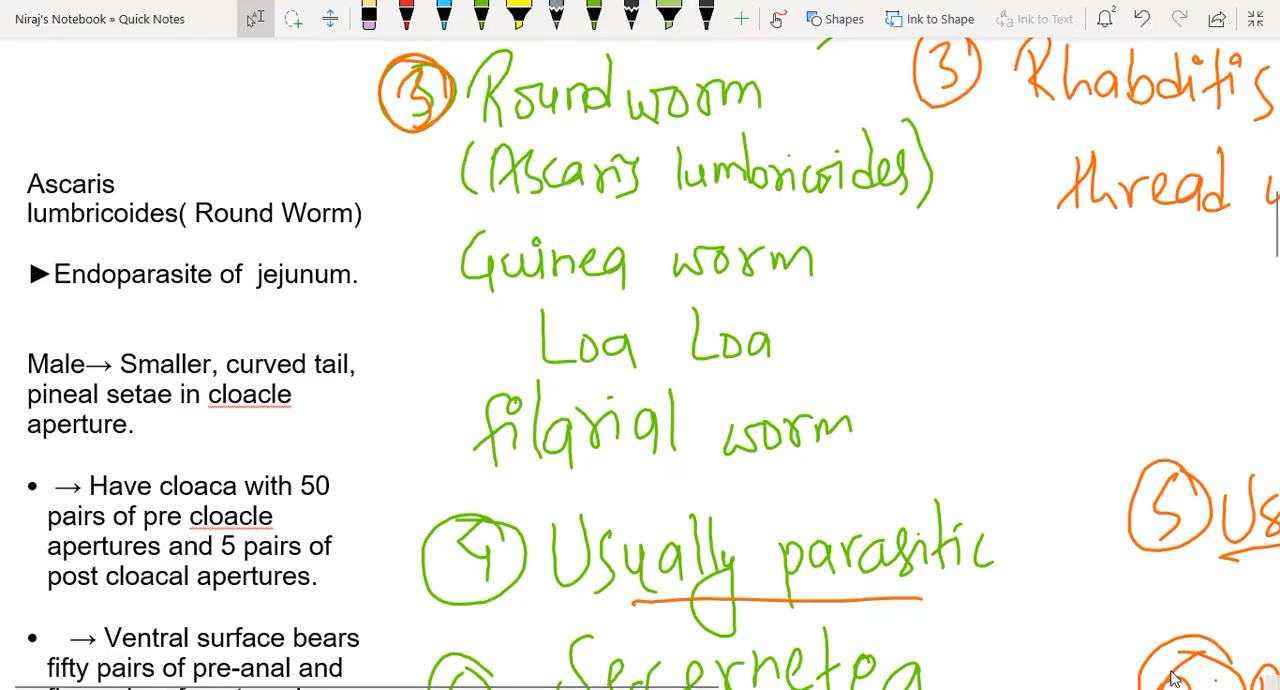 Niraj's Notebook » Quick Notes
Shapes
Ink to Shape
Ink to Text
2
Ascaris
lumbricoides( Round Worm)
►Endoparasite of jejunum.
Male→ Smaller, curved tail,
pineal setae in cloacle
aperture.
• → Have cloaca with 50
pairs of pre cloacle
apertures and 5 pairs of
post cloacal apertures.
• → Ventral surface bears
fifty pairs of pre-anal and
3 Roundworm
(Ascaris lumbricoides)
Guinea worm
Loa Loa
filarial worm
4 Usually parasitic
Secernetea
3 Rhabditis
thread
5 Us